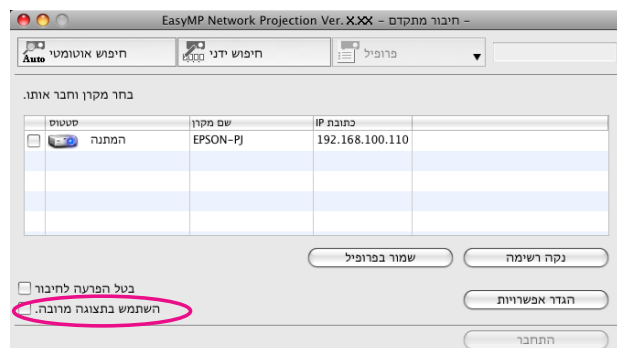 EasyMP Network Projection Ver. X.XX – חיבור מתקדם –
Auto חיפוש אוטומטי חיפוש ידני פרופיל
בחר מקרן וחבר אותו.
סטטוס שם מקרן כתובת IP
המתנה EPSON-PJ 192.168.100.110
שמור בפרופיל נקה רשימה
בטל הפרעה לחיבור
השתמש בתצוגה מרובה.
הגדר אפשרויות
התחבר